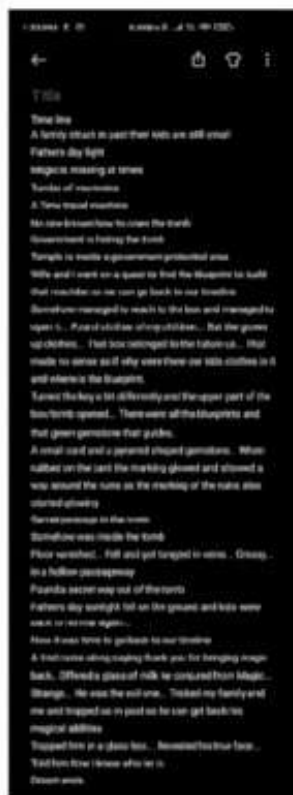 Title
Time line
A family struck in past their kids are still small
Fathers day light
Magic is missing at times
Tombs of
A Time travel machine
No one known how to open the tomb
Government is hiding the tomb
Temple is inside a government protected area
Wife and I went on a quest to find the blueprint to build
that machine so we can go back to our timeline
Somehow managed to reach to the box and managed to
open it... Found clothes of my children... But the grown
up clothes... That box belonged to the future us... That
made no sense as if why were there our kids clothes in it
and where is the blueprint.
Turned the key a bit differently and the upper part of the
box/tomb opened... There were all the blueprints and
that green gemstone that guides.
A small card and a pyramid shaped gemstone... When
rubbed on the card the marking glowed and showed a
way around the ruins as the marking of the ruins also
started glowing
Secret passage in the tomb
Somehow was inside the tomb
Floor vanished... Fell and got tangled in vines... Greasy...
In a hollow passageway
Found a secret way out of the tomb
Fathers day sunlight fell on the ground and kids were
back to normal again...
Now it was time to go back to our timeline
A friend came along saying thank you for bringing magic
back.. Offered a glass of milk he conjured from Magic...
Strange... He was the evil one... Tricked my family and
me and trapped us in past so he can get back his
magical abilities
Trapped him in a glass box... Revealed his true face...
Told him how I knew who he is
Dream ends